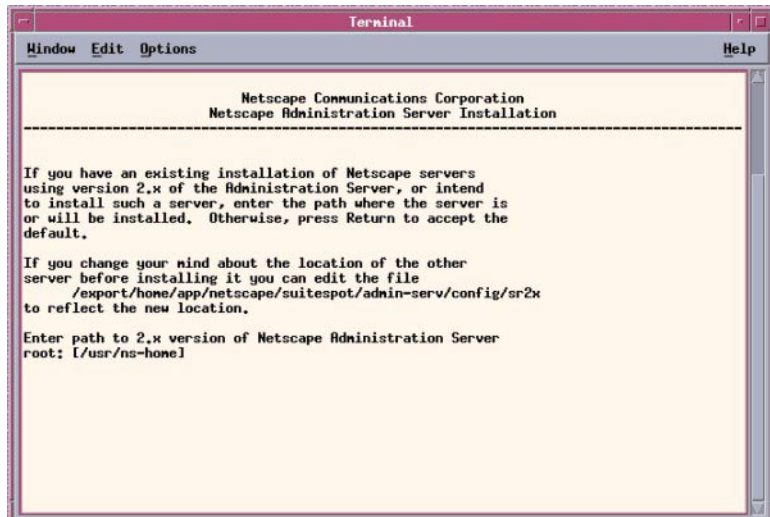 Terminal
Window Edit Options Help
Netscape Communications Corporation
Netscape Administration Server Installation
If you have an existing installation of Netscape servers
using version 2.x of the Administration Server, or intend
to install such a server, enter the path where the server is
or will be installed. Otherwise, press Return to accept the
default.
If you change your mind about the location of the other
server before installing it you can edit the file
/export/home/app/netscape/suitespot/admin-serv/config/sr2x
to reflect the new location.
Enter path to 2.x version of Netscape Administration Server
root: [/usr/ns-home]